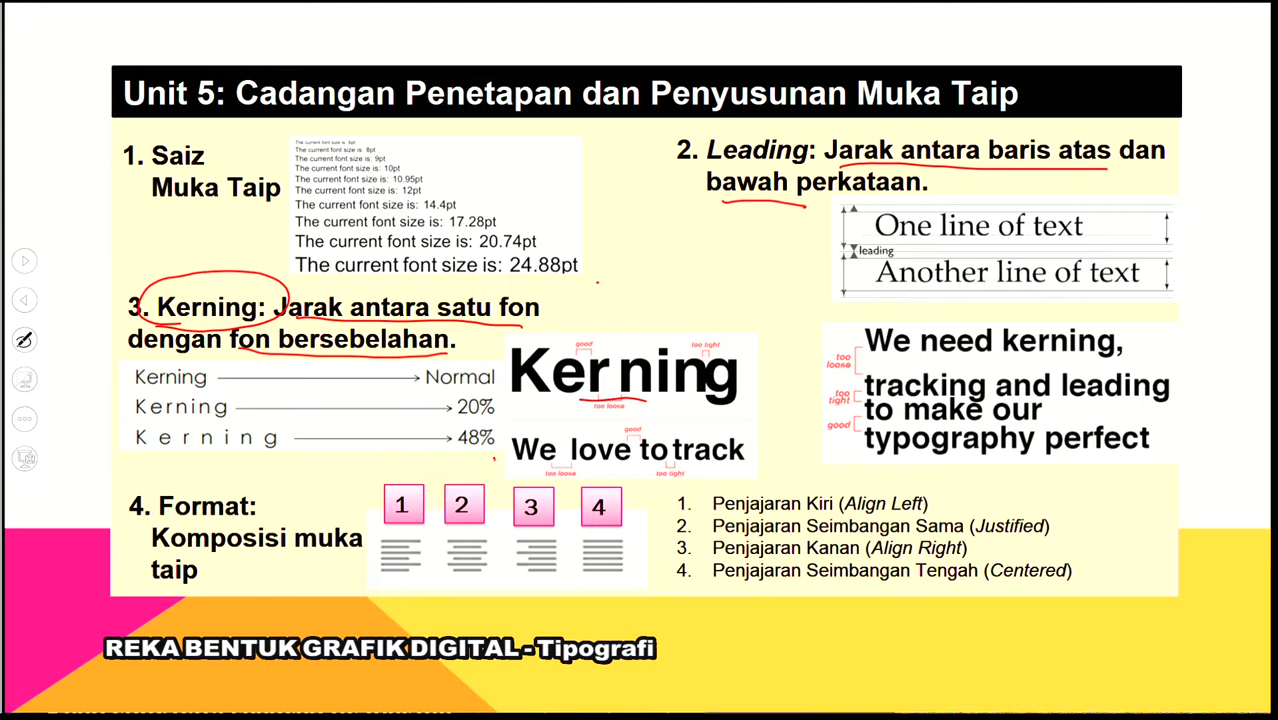 Unit 5: Cadangan Penetapan dan Penyusunan Muka Taip
1. Saiz
Muka Taip
The current font size is: 6pt
The current font size is: 8pt
The current font size is: 9pt
The current font size is: 10pt
The current font size is: 10.95pt
The current font size is: 12pt
The current font size is: 14.4pt
The current font size is: 17.28pt
The current font size is: 20.74pt
The current font size is: 24.88pt
2. Leading: Jarak antara baris atas dan
bawah perkataan.
One line of text
leading
Another line of text
3. Kerning: Jarak antara satu fon
dengan fon bersebelahan.
Kerning Normal
Kerning 20%
Kerning 48%
good
too tight
Kerning
too loose
good
We love to track
too loose
too tight
We need kerning,
too
loose
tracking and leading
too
tight
to make our
good
typography perfect
4. Format:
Komposisi muka
taip
1 2 3 4
1. Penjajaran Kiri (Align Left)
2. Penjajaran Seimbangan Sama (Justified)
3. Penjajaran Kanan (Align Right)
4. Penjajaran Seimbangan Tengah (Centered)
REKA BENTUK GRAFIK DIGITAL - Tipografi